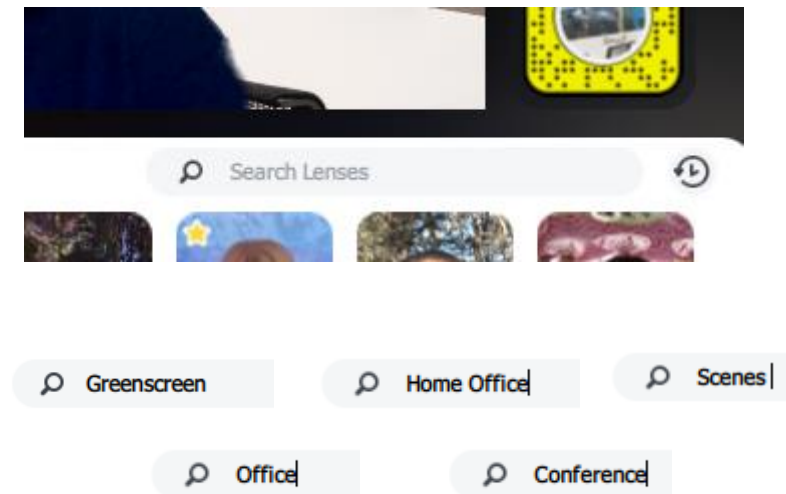 Search Lenses
Greenscreen
Home Office
Scenes
Office
Conference